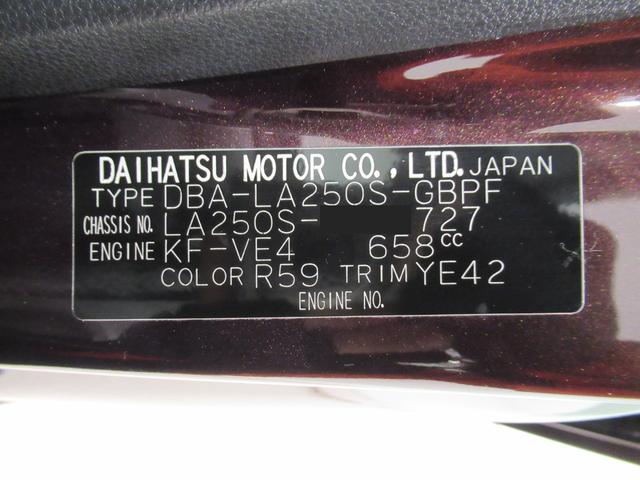 DAIHATSU MOTOR CO., LTD. JAPAN
TYPE DBA-LA250S-GBPF
CHASSIS NO. LA250S- 727
ENGINE KF-VE4 658cc
COLOR R59 TRIM YE42
ENGINE NO.